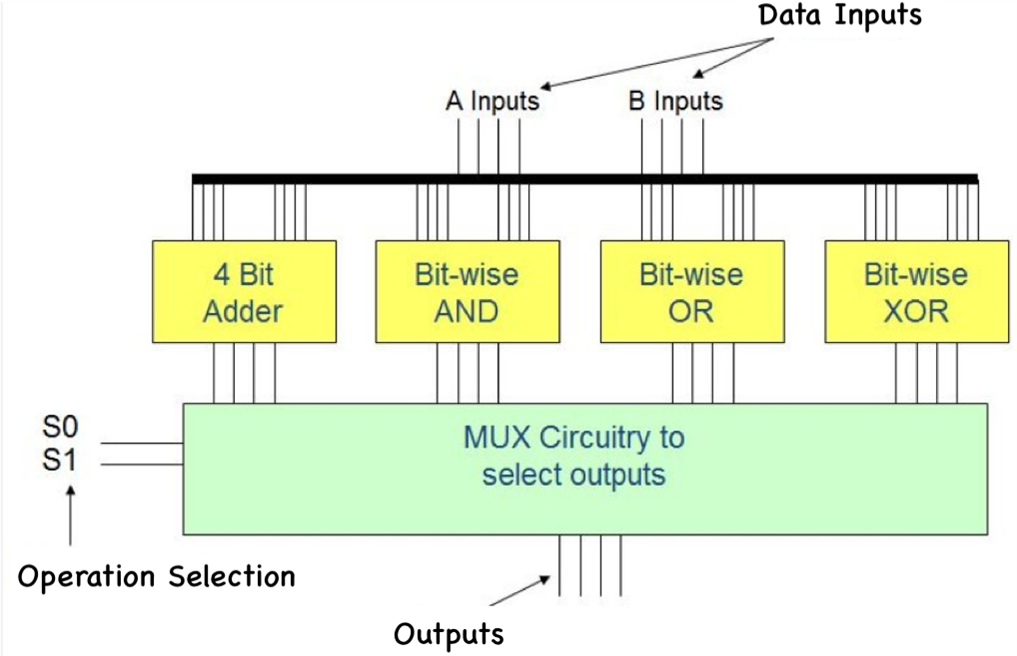 Data Inputs
A Inputs
B Inputs
4 Bit
Adder
Bit-wise
AND
Bit-wise
OR
Bit-wise
XOR
S0
S1
MUX Circuitry to
select outputs
Operation Selection
Outputs